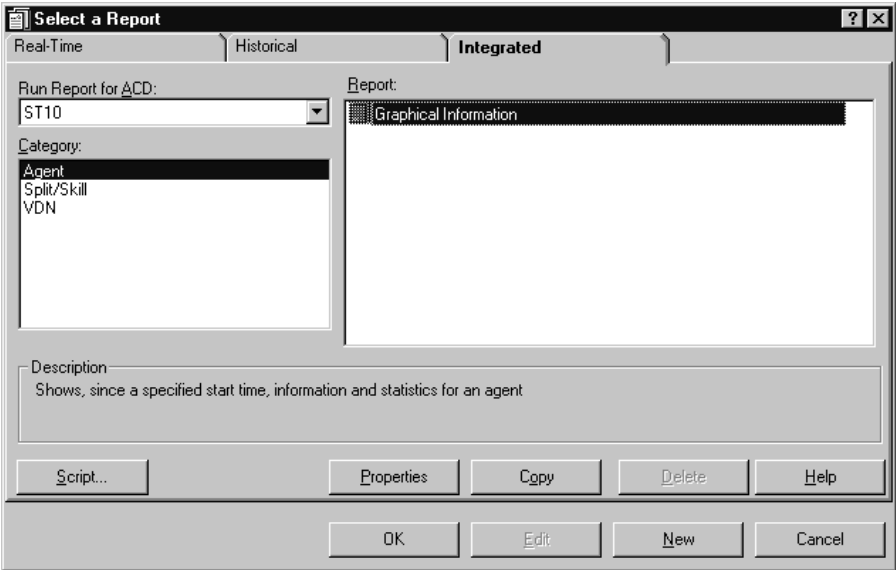 Select a Report
Real-Time Historical Integrated
Run Report for ACD:
ST10
Category:
Agent
Split/Skill
VDN
Report:
Graphical Information
Description
Shows, since a specified start time, information and statistics for an agent
Script... Properties Copy Delete Help
OK Edit New Cancel